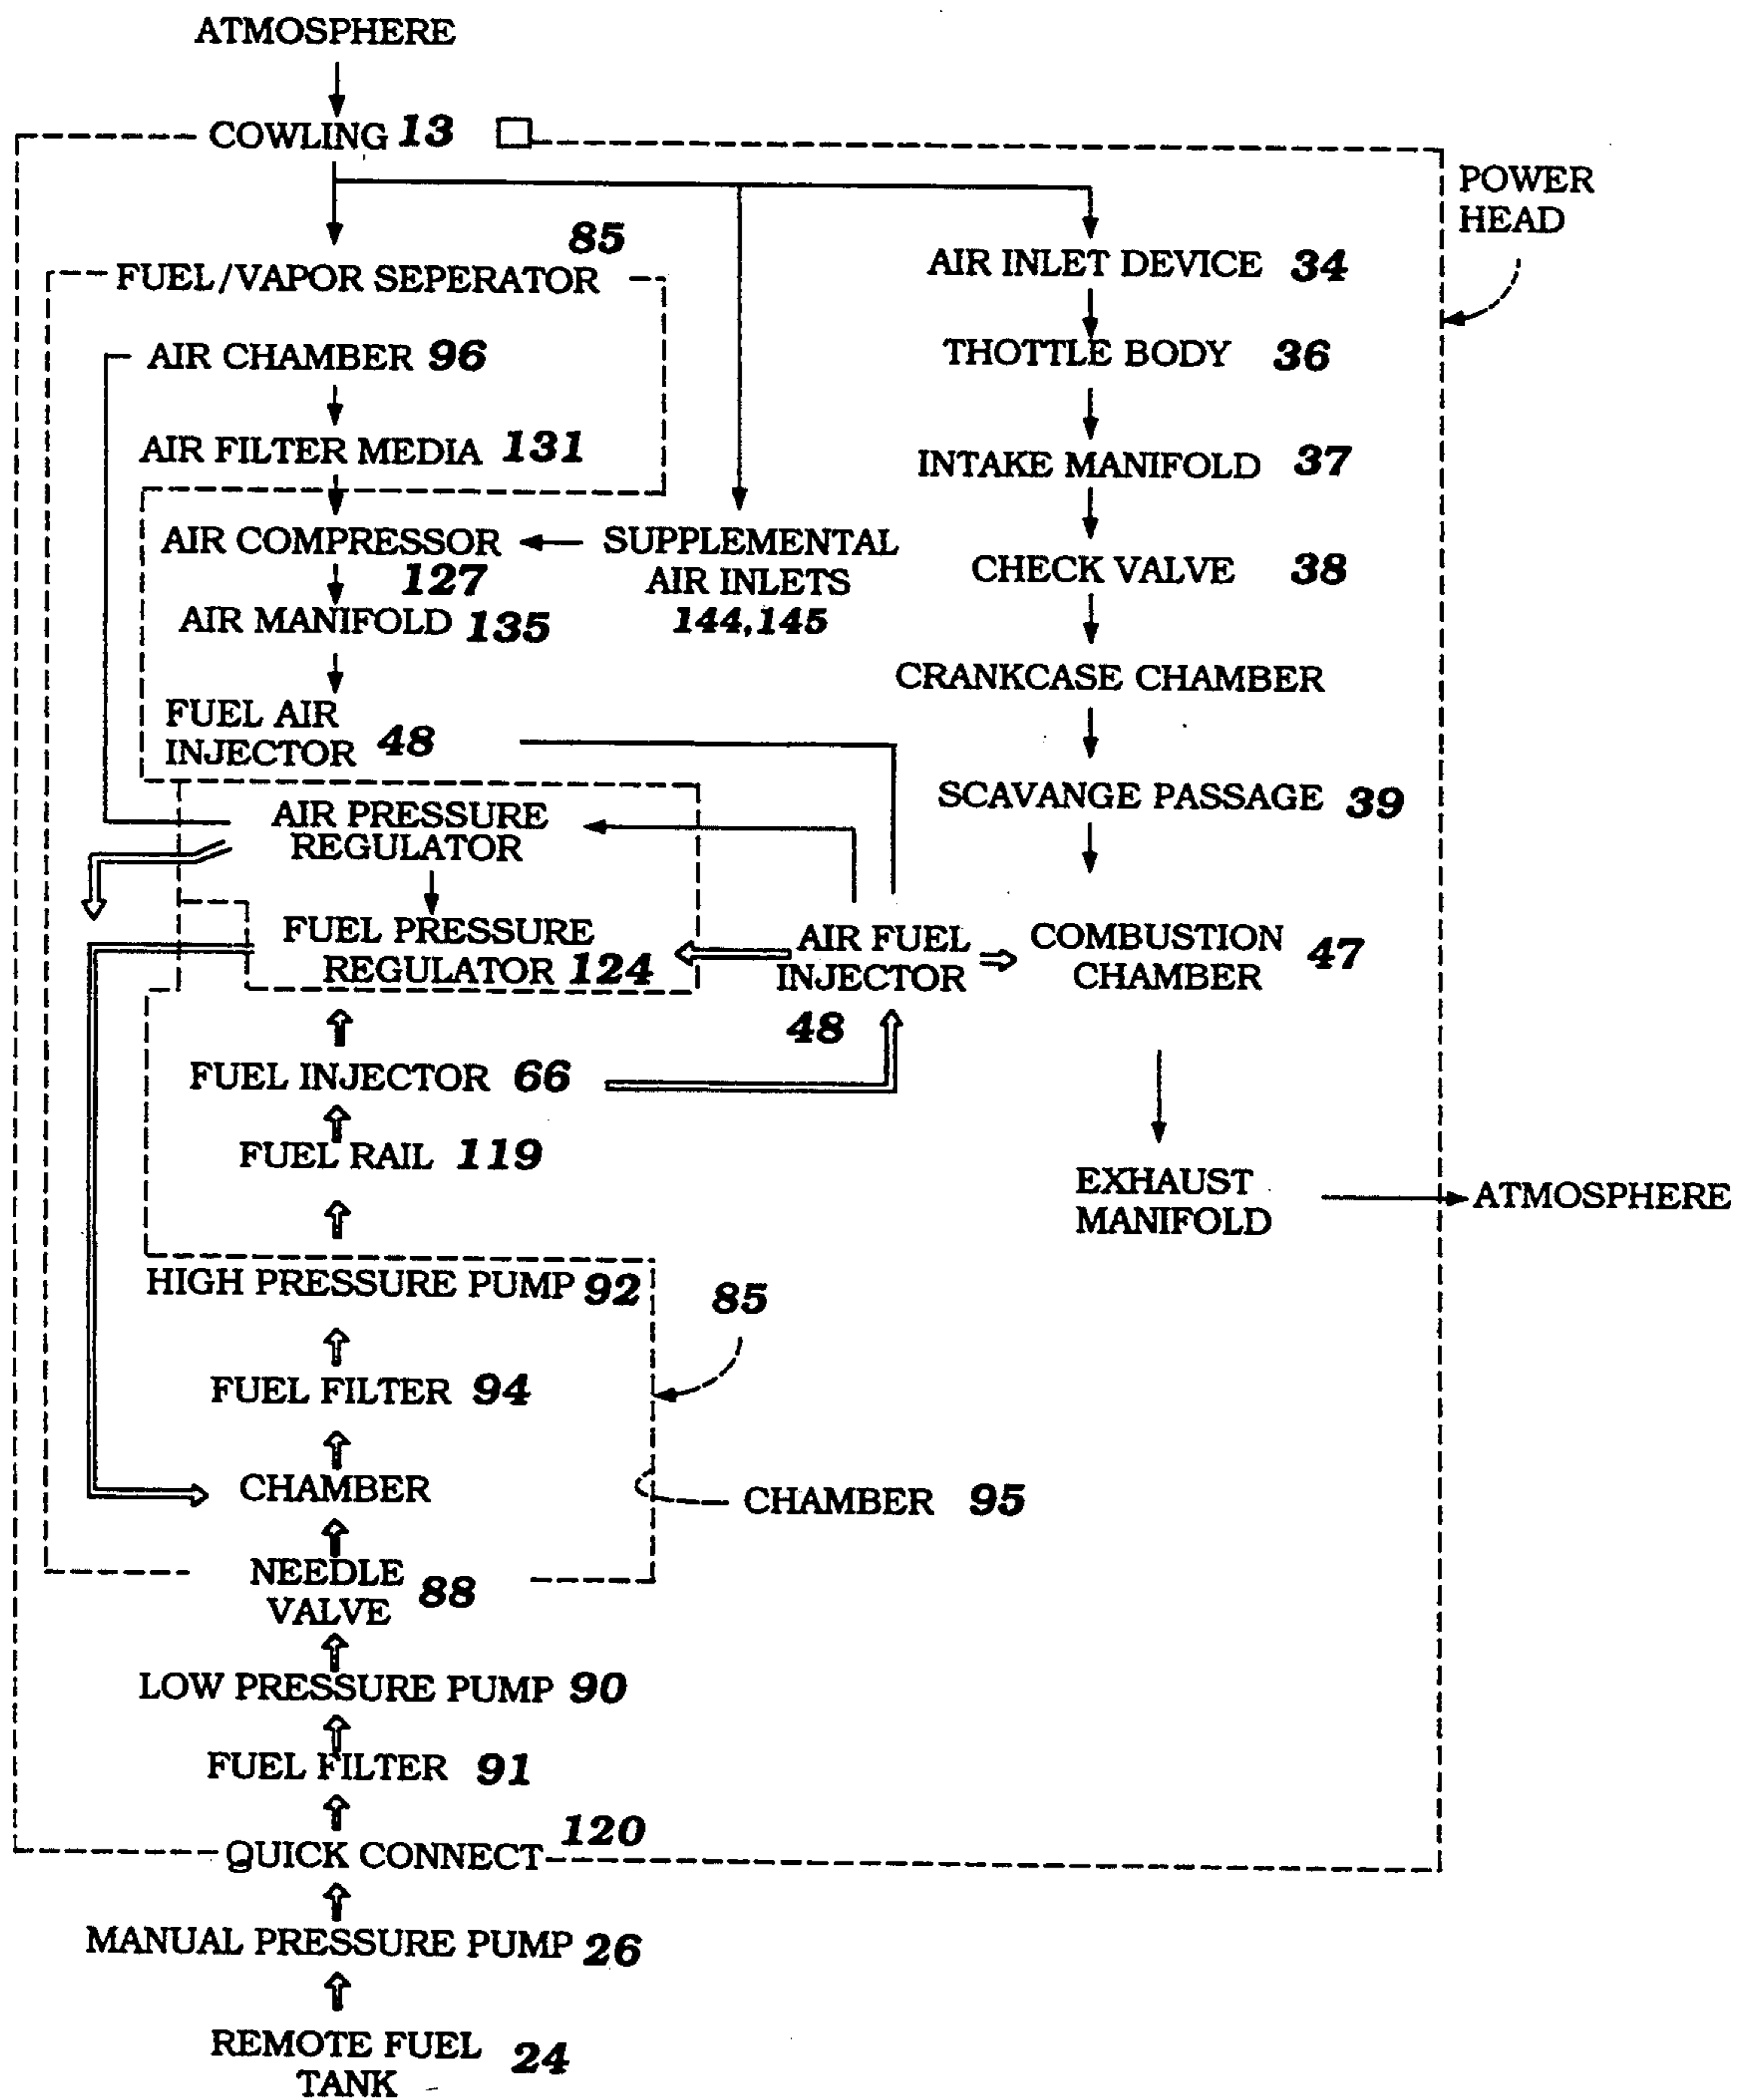 ATMOSPHERE
COWLING 13
POWER
HEAD
85
FUEL/VAPOR SEPERATOR
AIR INLET DEVICE 34
AIR CHAMBER 96
THOTTLE BODY 36
AIR FILTER MEDIA 131
INTAKE MANIFOLD 37
AIR COMPRESSOR
127
SUPPLEMENTAL
AIR INLETS
144,145
CHECK VALVE 38
AIR MANIFOLD 135
CRANKCASE CHAMBER
FUEL AIR
INJECTOR 48
SCAVANGE PASSAGE 39
AIR PRESSURE
REGULATOR
FUEL PRESSURE
REGULATOR 124
AIR FUEL
INJECTOR
48
COMBUSTION
CHAMBER 47
FUEL INJECTOR 66
FUEL RAIL 119
EXHAUST
MANIFOLD
ATMOSPHERE
HIGH PRESSURE PUMP 92
85
FUEL FILTER 94
CHAMBER
CHAMBER 95
NEEDLE
VALVE 88
LOW PRESSURE PUMP 90
FUEL FILTER 91
QUICK CONNECT 120
MANUAL PRESSURE PUMP 26
REMOTE FUEL
TANK 24